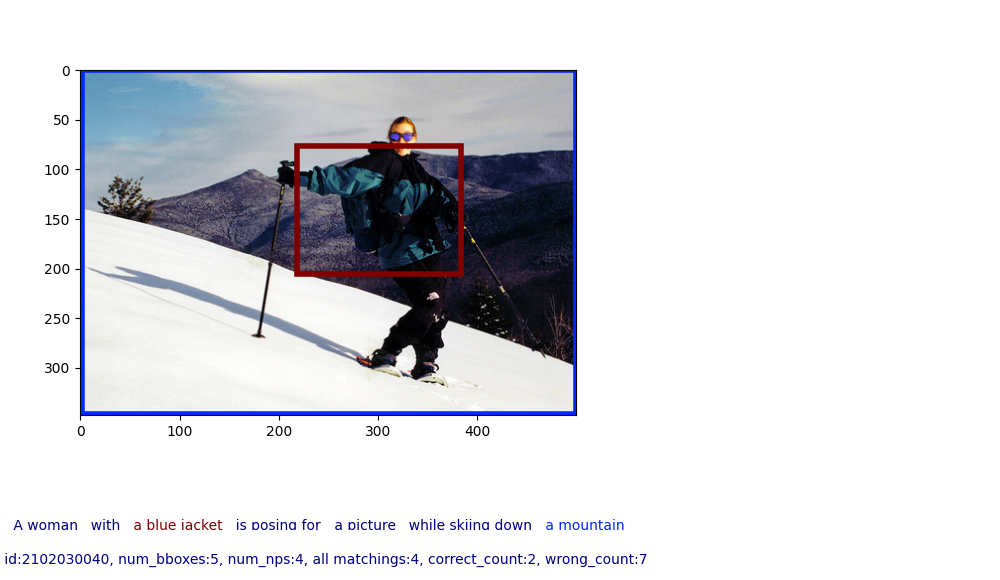 0
50
100
150
200
250
300
0 100 200 300 400
A woman with a blue jacket is posing for a picture while skiing down a mountain
id:2102030040, num_bboxes:5, num_nps:4, all matchings:4, correct_count:2, wrong_count:7